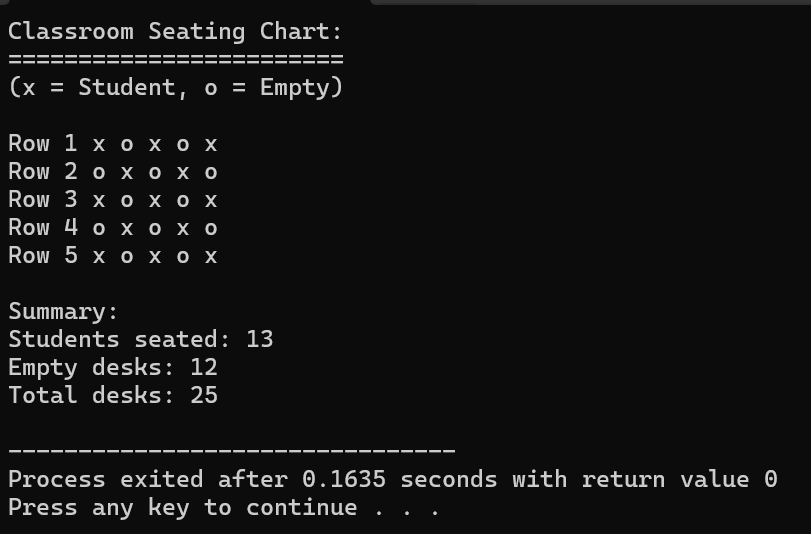 Classroom Seating Chart:
========================
(x = Student, o = Empty)
Row 1 x o x o x
Row 2 o x o x o
Row 3 x o x o x
Row 4 o x o x o
Row 5 x o x o x
Summary:
Students seated: 13
Empty desks: 12
Total desks: 25
--------------------------------
Process exited after 0.1635 seconds with return value 0
Press any key to continue . . .